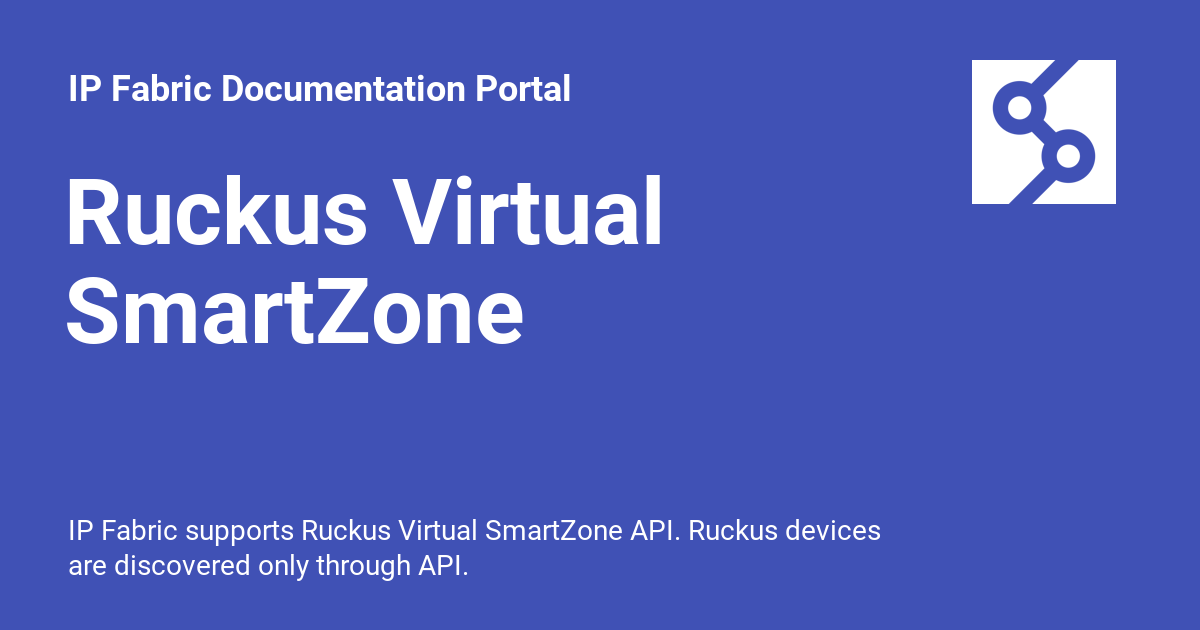 IP Fabric Documentation Portal
Ruckus Virtual
SmartZone
IP Fabric supports Ruckus Virtual SmartZone API. Ruckus devices
are discovered only through API.